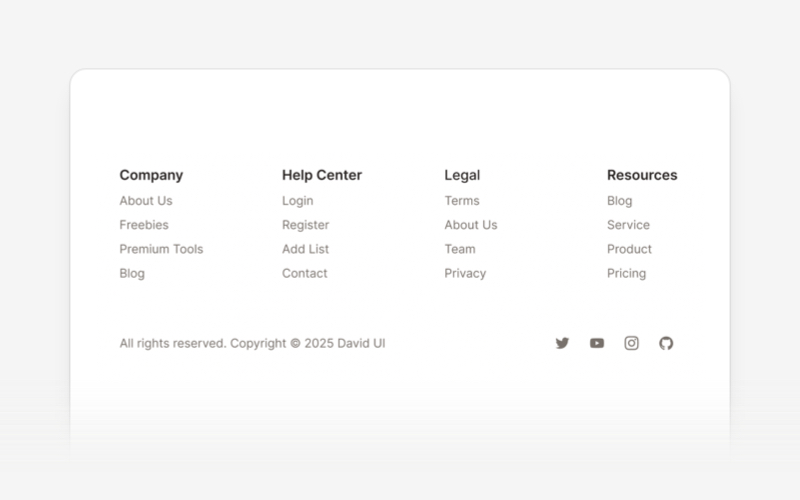 Company
About Us
Freebies
Premium Tools
Blog
Help Center
Login
Register
Add List
Contact
Legal
Terms
About Us
Team
Privacy
Resources
Blog
Service
Product
Pricing
All rights reserved. Copyright © 2025 David UI